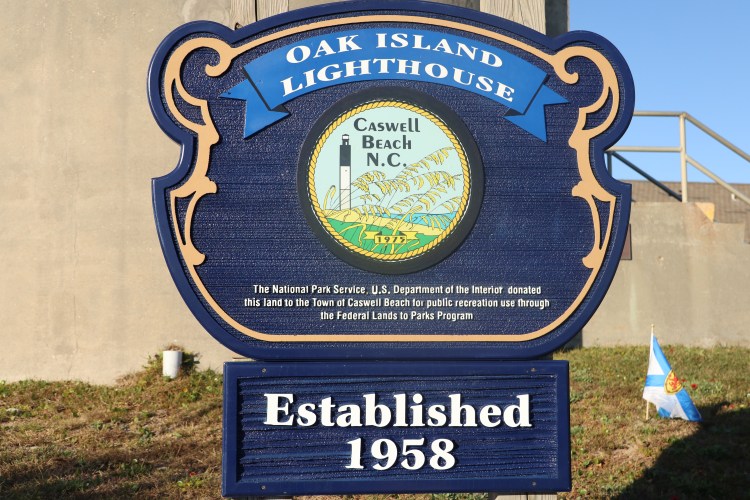 OAK ISLAND
LIGHTHOUSE
CASWELL
BEACH
N.C.
1975
The National Park Service, U.S. Department of the Interior donated
this land to the Town of Caswell Beach for public recreation use through
the Federal Lands to Parks Program
Established
1958